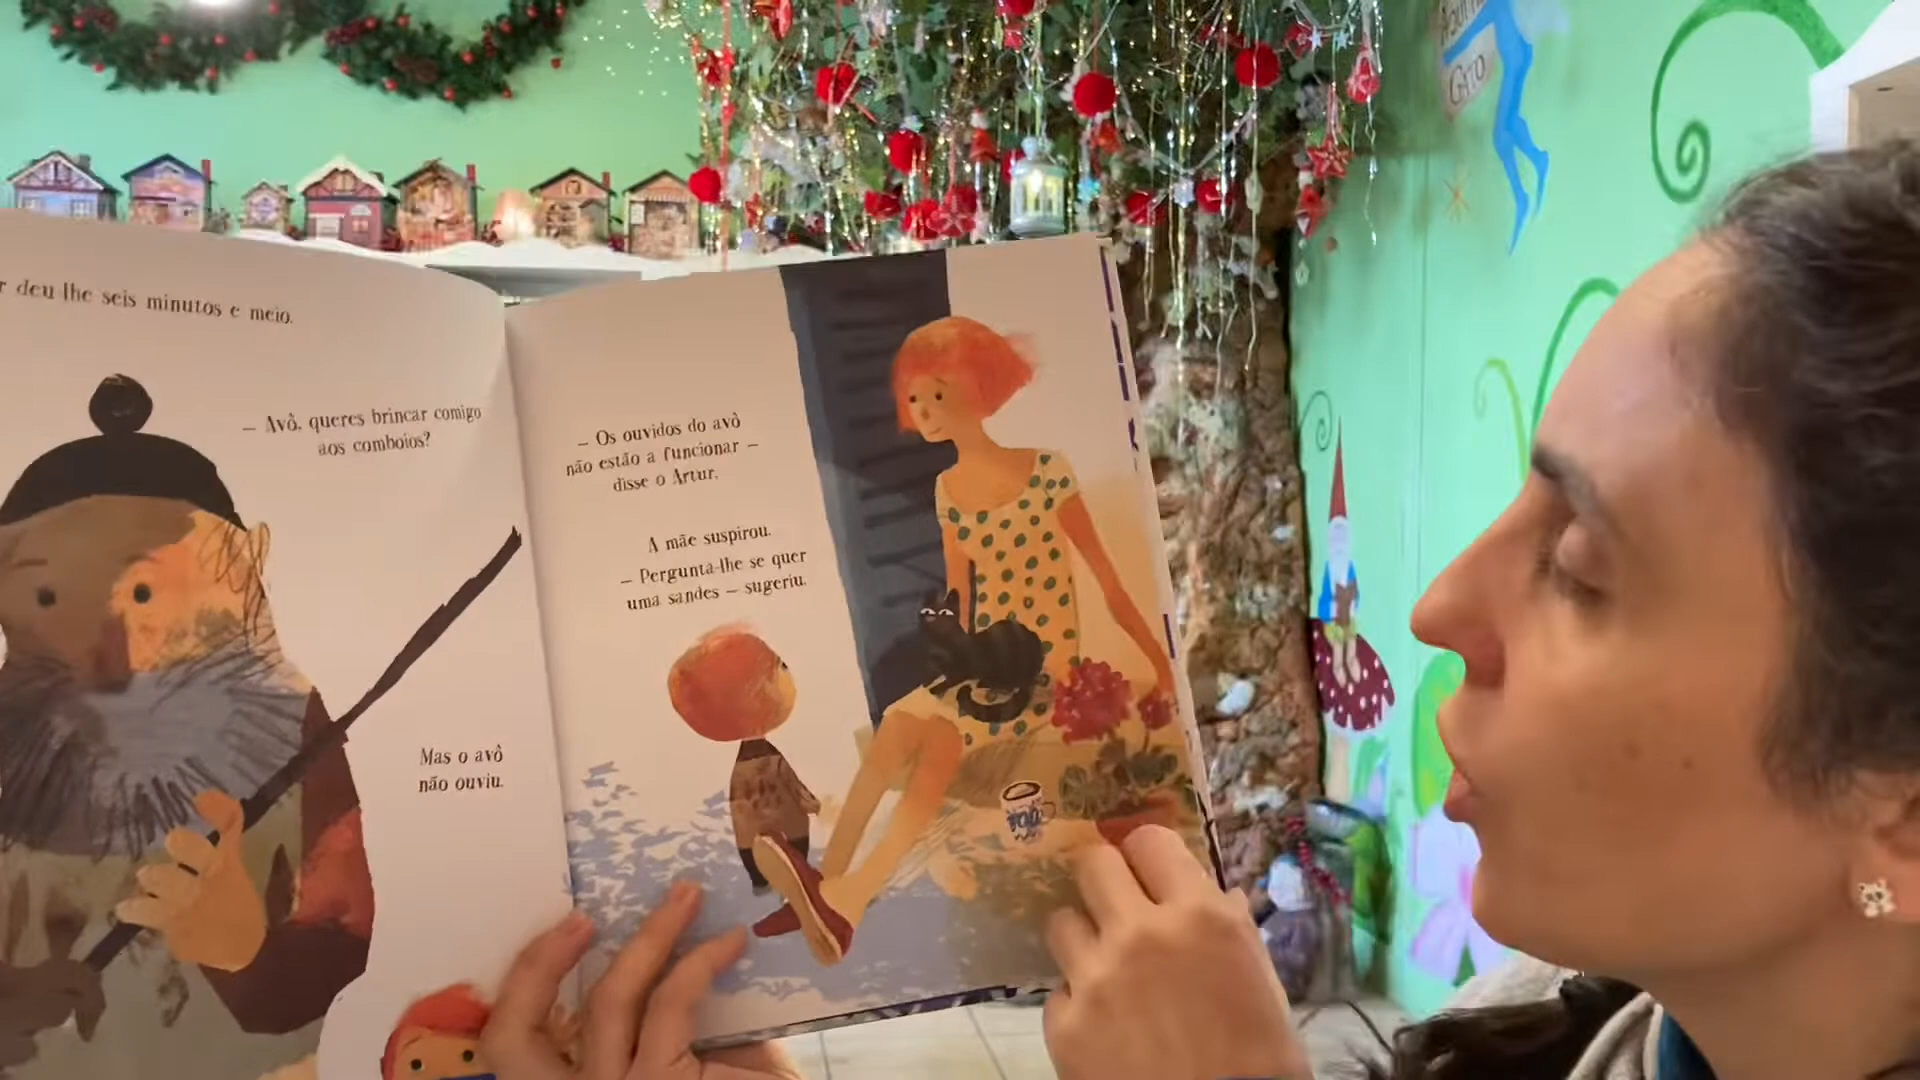 deu-lhe seis minutos e meio.
– Avô, queres brincar comigo
aos comboios?
Mas o avô
não ouviu.
– Os ouvidos do avô
não estão a funcionar –
disse o Artur.
A mãe suspirou.
– Pergunta-lhe se quer
uma sandes – sugeriu.
Gato